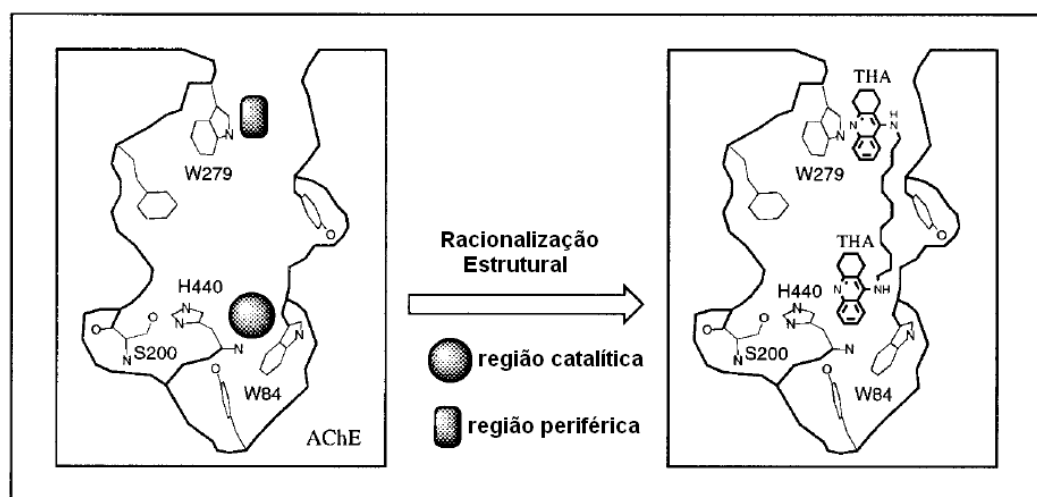 W279
H440
S200
W84
AChE
Racionalização
Estrutural
região catalítica
região periférica
THA
W279
THA
H440
S200
W84